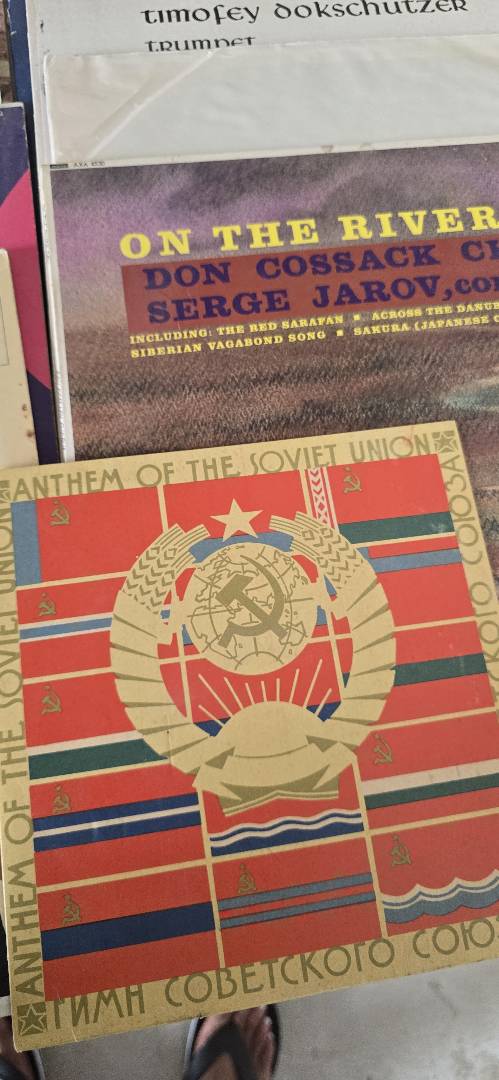 timofey dokschutzer
trumpet
ON THE RIVER
DON COSSACK
SERGE JAROV,
INCLUDING: THE RED SARAFAN ■ ACROSS THE
SIBERIAN VAGABOND SONG ■ SAKURA (JAPANESE
ANTHEM OF THE SOVIET UNION
ANTHEM OF THE SOVIET UNION
ГИМН СОВЕТСКОГО
СОЮЗА